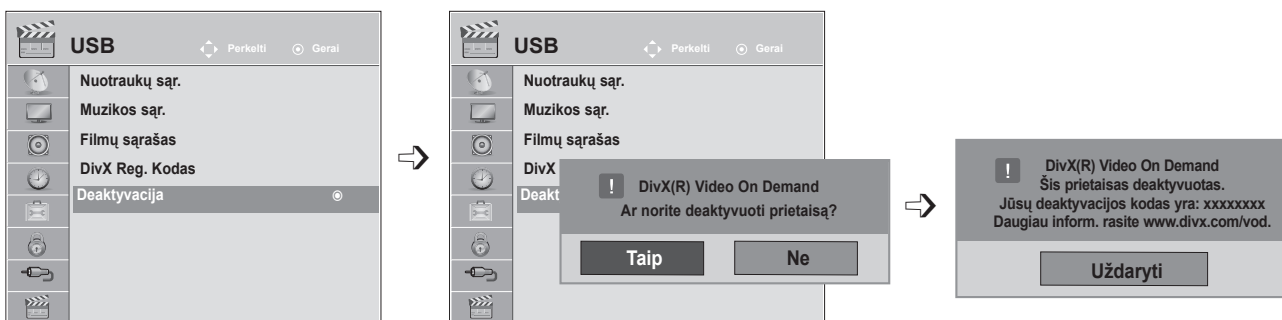 USB Perkelti Gerai
Nuotraukų sąr.
Muzikos sąr.
Filmų sąrašas
DivX Reg. Kodas
Deaktyvacija
USB Perkelti Gerai
Nuotraukų sąr.
Muzikos sąr.
Filmų sąrašas
DivX
Deakt
! DivX(R) Video On Demand
Ar norite deaktyvuoti prietaisą?
Taip Ne
! DivX(R) Video On Demand
Šis prietaisas deaktyvuotas.
Jūsų deaktyvacijos kodas yra: xxxxxxxx
Daugiau inform. rasite www.divx.com/vod.
Uždaryti